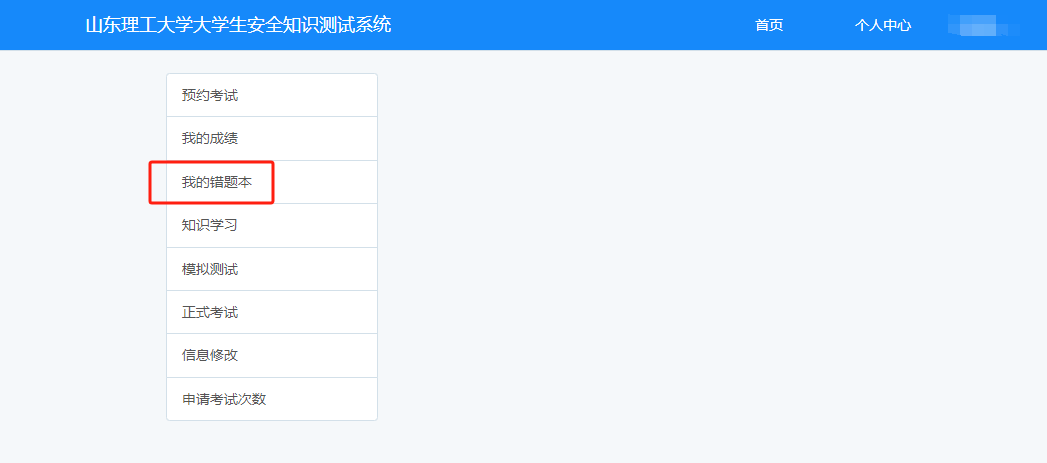 山东理工大学大学生安全知识测试系统 首页 个人中心
预约考试
我的成绩
我的错题本
知识学习
模拟测试
正式考试
信息修改
申请考试次数